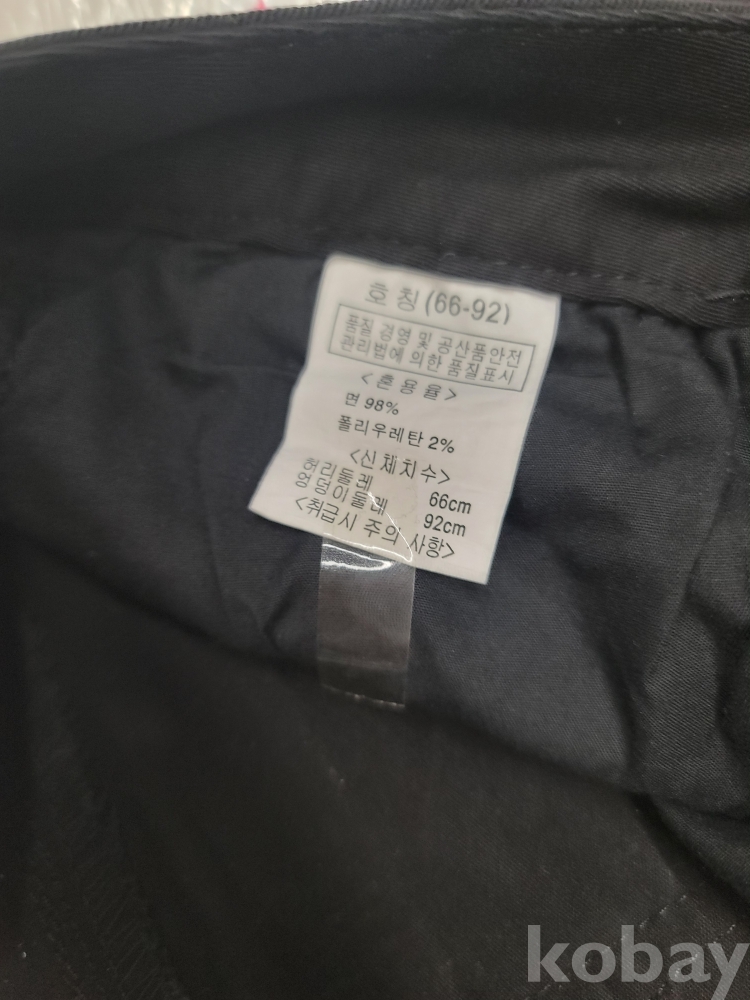 호칭 (66-92)
품질 경영 및 공산품안전
관리법에 의한 품질표시
<혼용율>
면 98%
폴리우레탄 2%
<신체치수>
허리둘레 66cm
엉덩이둘레 92cm
<취급시 주의 사항>
kobay